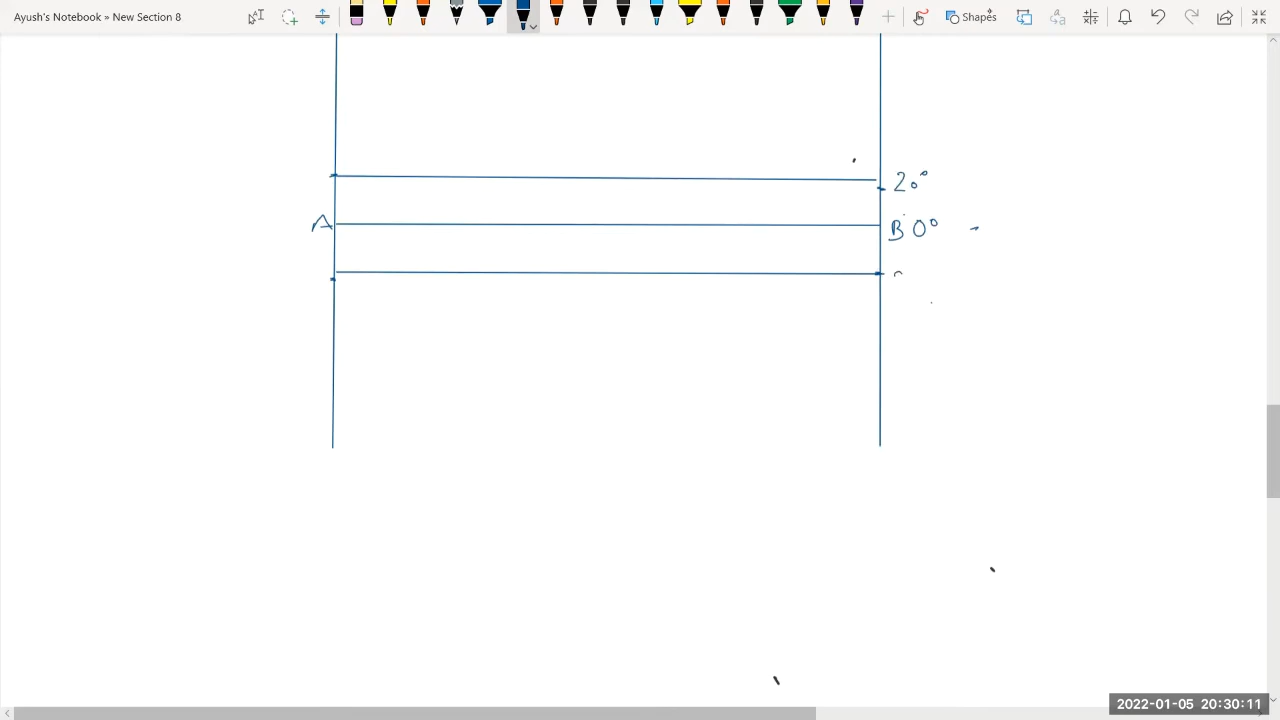 Ayush's Notebook » New Section 8
Shapes
20°
A
B 0°
2022-01-05 20:30:11